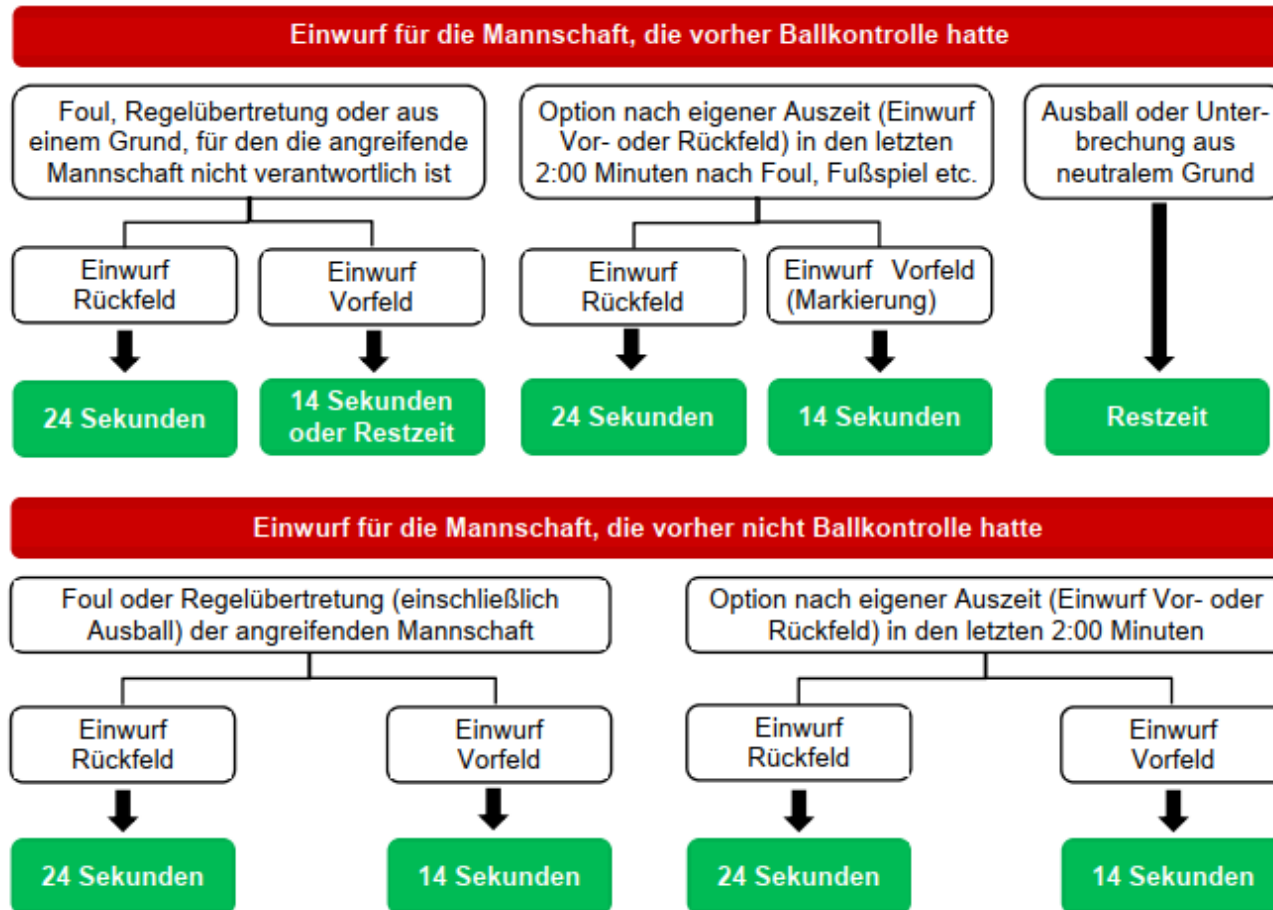 Einwurf für die Mannschaft, die vorher Ballkontrolle hatte
Foul, Regelübertretung oder aus
einem Grund, für den die angreifende
Mannschaft nicht verantwortlich ist
Option nach eigener Auszeit (Einwurf
Vor- oder Rückfeld) in den letzten
2:00 Minuten nach Foul, Fußspiel etc.
Ausball oder Unter-
brechung aus
neutralem Grund
Einwurf
Rückfeld
Einwurf
Vorfeld
Einwurf
Rückfeld
Einwurf Vorfeld
(Markierung)
24 Sekunden
14 Sekunden
oder Restzeit
24 Sekunden
14 Sekunden
Restzeit
Einwurf für die Mannschaft, die vorher nicht Ballkontrolle hatte
Foul oder Regelübertretung (einschließlich
Ausball) der angreifenden Mannschaft
Option nach eigener Auszeit (Einwurf Vor- oder
Rückfeld) in den letzten 2:00 Minuten
Einwurf
Rückfeld
Einwurf
Vorfeld
Einwurf
Rückfeld
Einwurf
Vorfeld
24 Sekunden
14 Sekunden
24 Sekunden
14 Sekunden